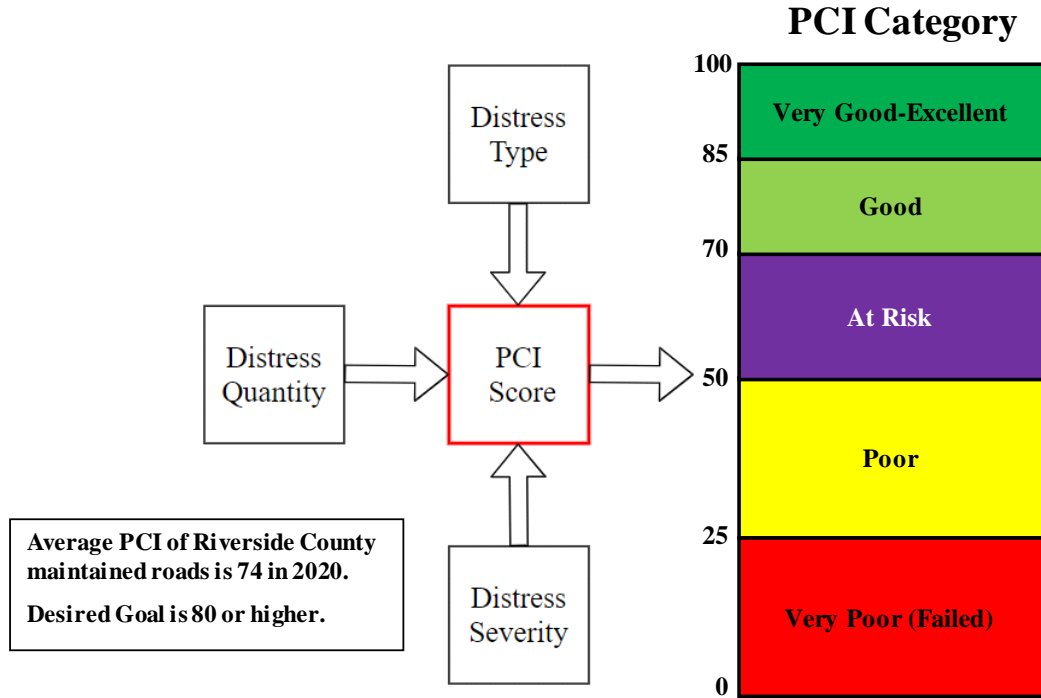 PCI Category
Distress
Type
Distress
Quantity
PCI
Score
Distress
Severity
Average PCI of Riverside County
maintained roads is 74 in 2020.
Desired Goal is 80 or higher.
100
Very Good-Excellent
85
Good
70
At Risk
50
Poor
25
Very Poor (Failed)
0